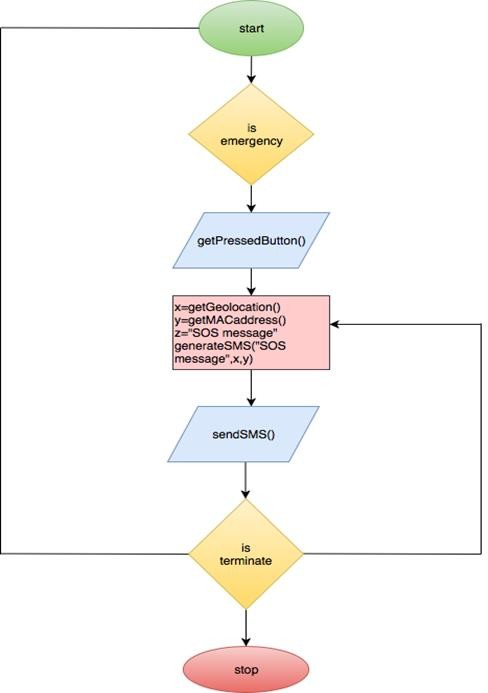 start
is
emergency
getPressedButton()
x=getGeolocation()
y=getMACaddress()
z="SOS message"
generateSMS("SOS
message",x,y)
sendSMS()
is
terminate
stop